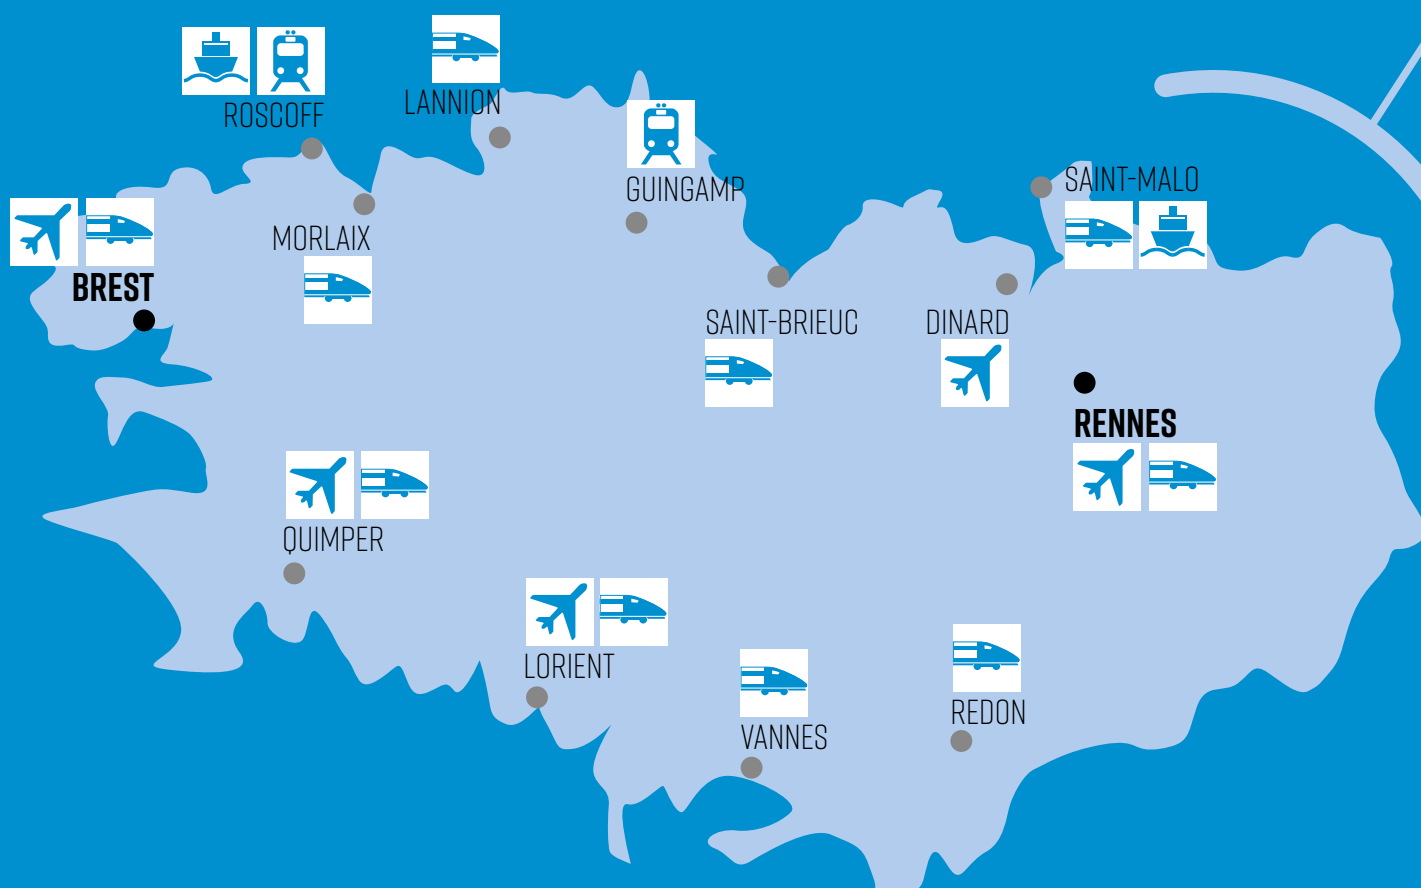 LANNION
ROSCOFF
GUINGAMP
SAINT-MALO
MORLAIX
BREST
SAINT-BRIEUC
DINARD
RENNES
QUIMPER
LORIENT
REDON
VANNES